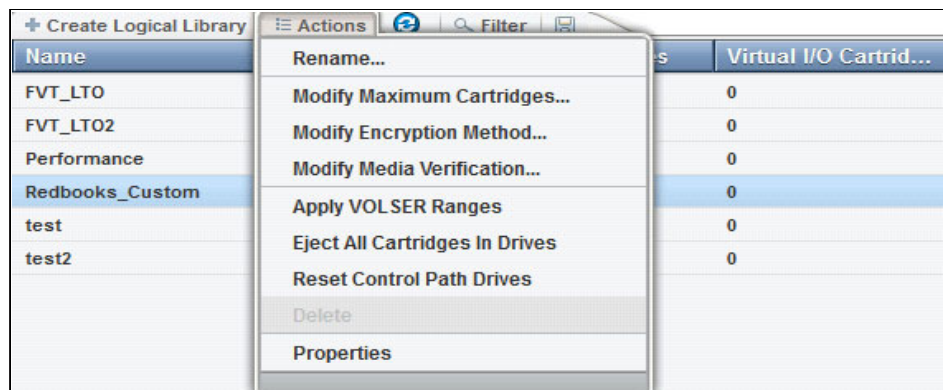 Create Logical Library Actions Filter
Name Virtual I/O Cartrid...
Rename...
FVT_LTO 0
Modify Maximum Cartridges...
FVT_LTO2 0
Modify Encryption Method...
Performance 0
Modify Media Verification...
Redbooks_Custom 0
Apply VOLSER Ranges
test 0
Eject All Cartridges In Drives
test2 0
Reset Control Path Drives
Delete
Properties